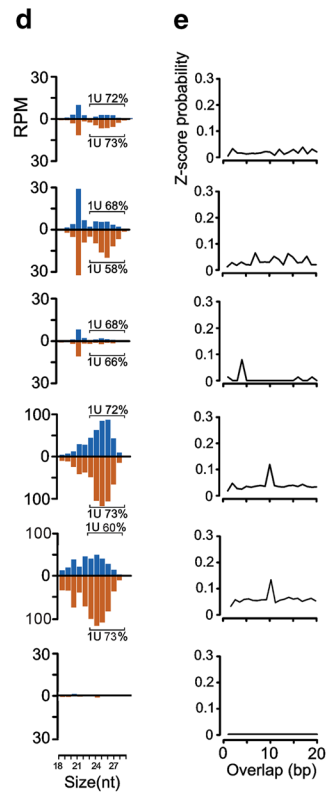 d e
RPM
Z-score probability
30
0
30
1U 72%
1U 73%
0.3
0.2
0.1
0
30
0
30
1U 68%
1U 58%
0.3
0.2
0.1
0
30
0
30
1U 68%
1U 66%
0.3
0.2
0.1
0
100
0
100
1U 72%
1U 73%
0.3
0.2
0.1
0
100
0
100
1U 60%
1U 73%
0.3
0.2
0.1
0
30
0
30
0.3
0.2
0.1
0
18 21 24 27
Size(nt)
0 10 20
Overlap (bp)